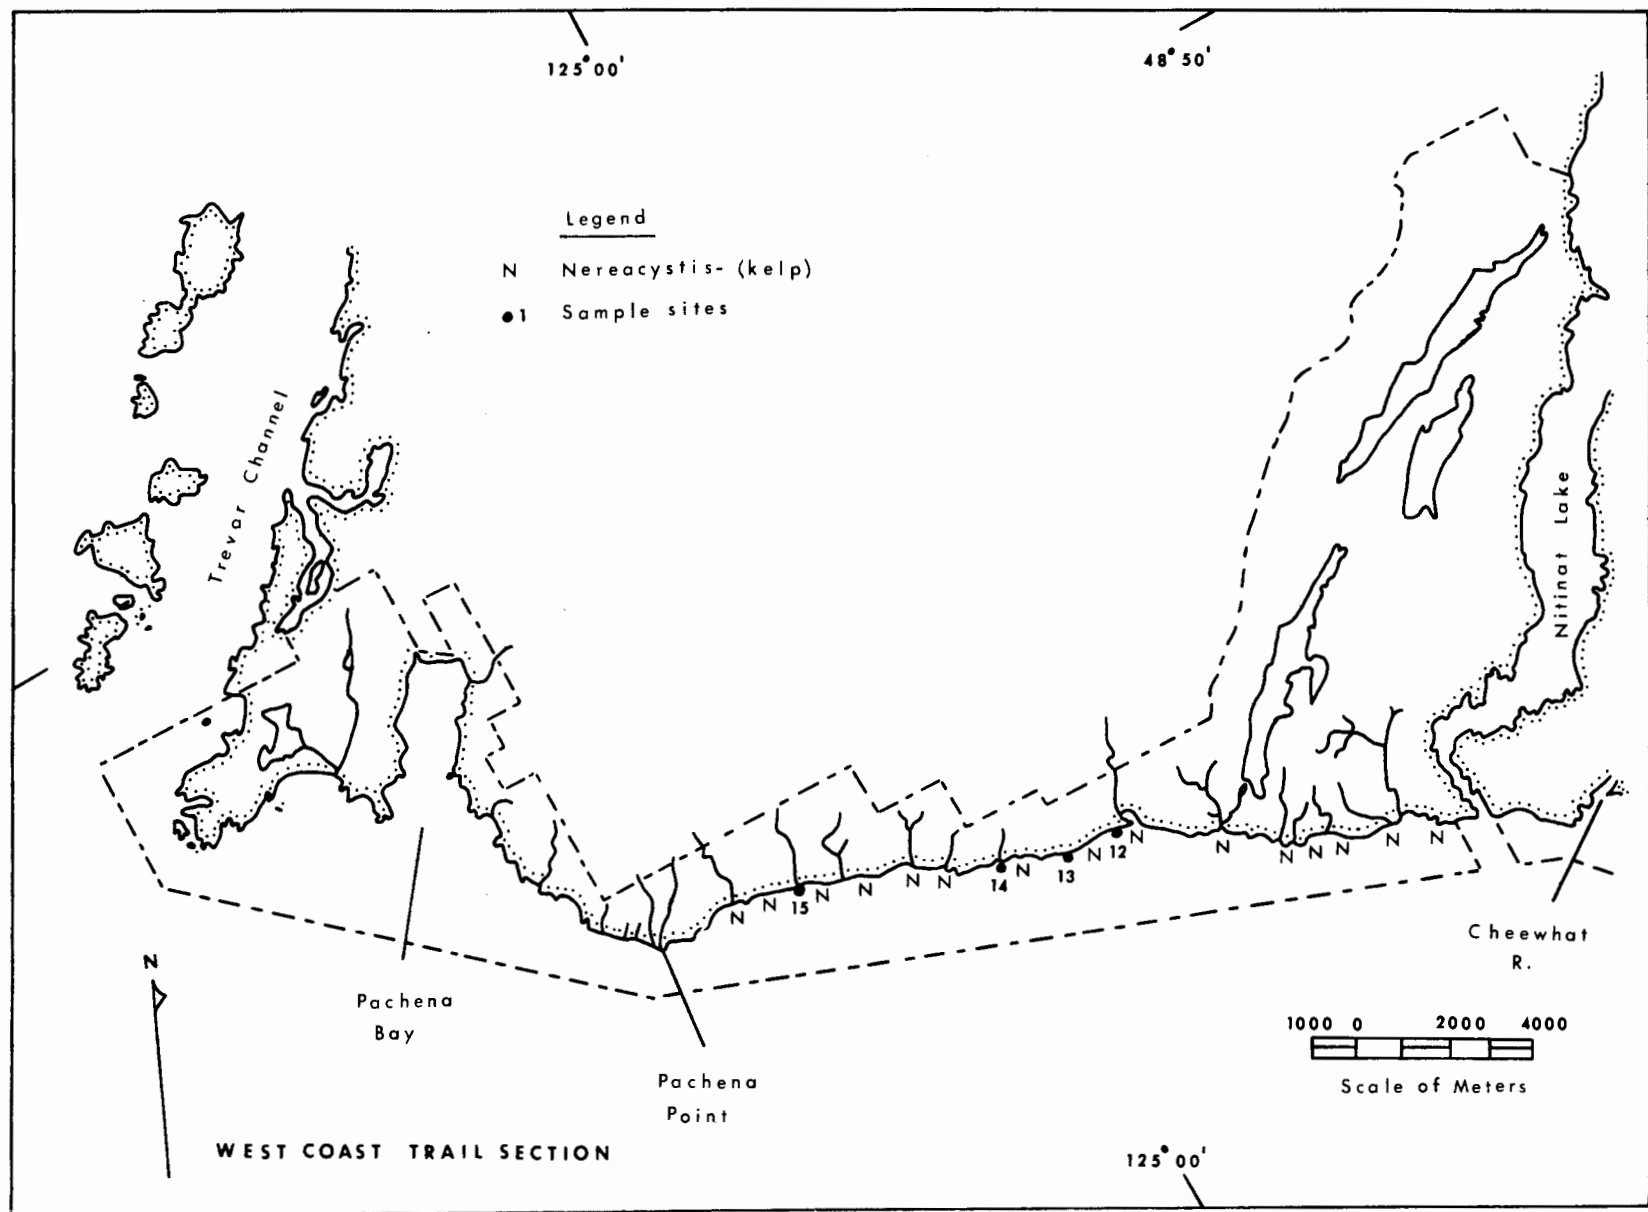 125°00'
48°50'
Legend
N Nereacystis- (kelp)
●1 Sample sites
Trevor Channel
Nitinat Lake
N N 15 N N N N 14 N 13 N 12 N N N N N N N
Cheewhat
R.
N
Pachena
Bay
1000 0 2000 4000
Scale of Meters
Pachena
Point
WEST COAST TRAIL SECTION
125°00'